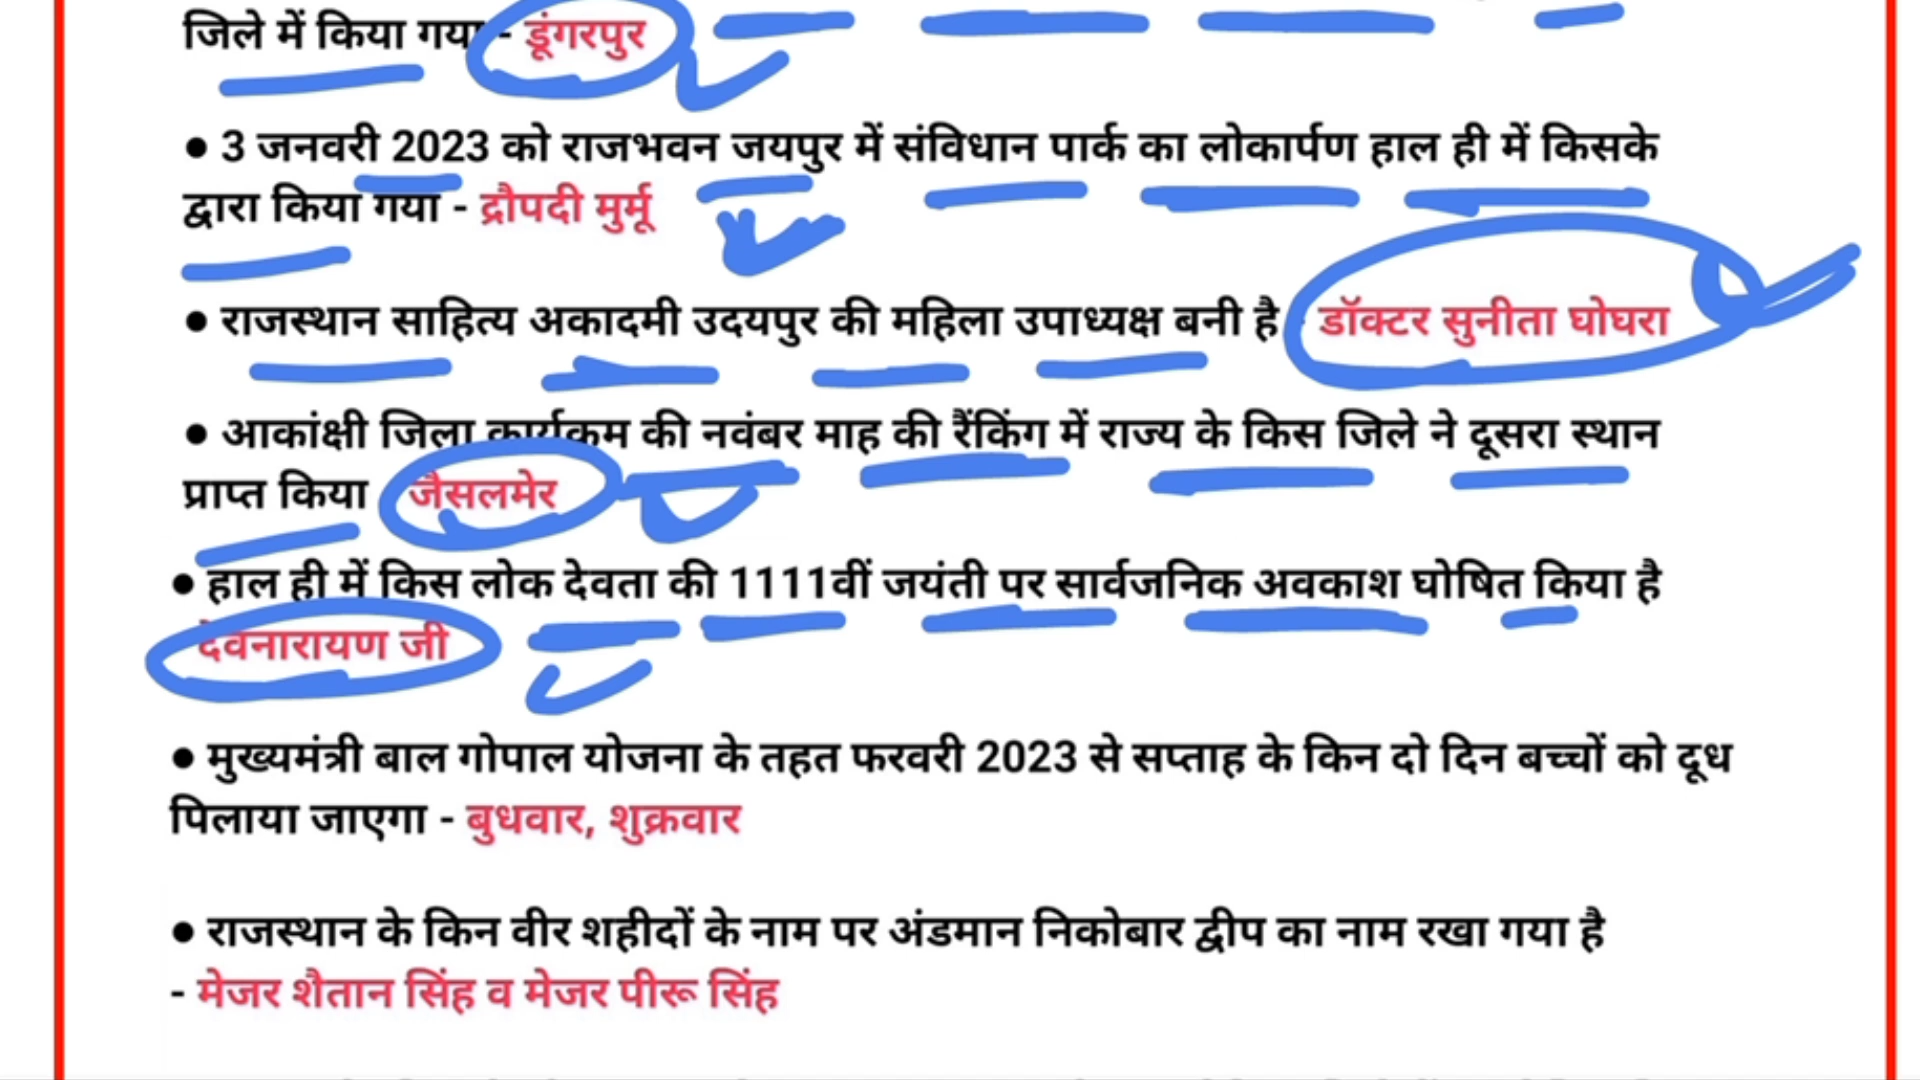 जिले में किया गया - डूंगरपुर
● 3 जनवरी 2023 को राजभवन जयपुर में संविधान पार्क का लोकार्पण हाल ही में किसके
द्वारा किया गया - द्रौपदी मुर्मू
● राजस्थान साहित्य अकादमी उदयपुर की महिला उपाध्यक्ष बनी है - डॉक्टर सुनीता घोघरा
● आकांक्षी जिला कार्यक्रम की नवंबर माह की रैंकिंग में राज्य के किस जिले ने दूसरा स्थान
प्राप्त किया जैसलमेर
● हाल ही में किस लोक देवता की 1111वीं जयंती पर सार्वजनिक अवकाश घोषित किया है
देवनारायण जी
● मुख्यमंत्री बाल गोपाल योजना के तहत फरवरी 2023 से सप्ताह के किन दो दिन बच्चों को दूध
पिलाया जाएगा - बुधवार, शुक्रवार
● राजस्थान के किन वीर शहीदों के नाम पर अंडमान निकोबार द्वीप का नाम रखा गया है
- मेजर शैतान सिंह व मेजर पीरू सिंह